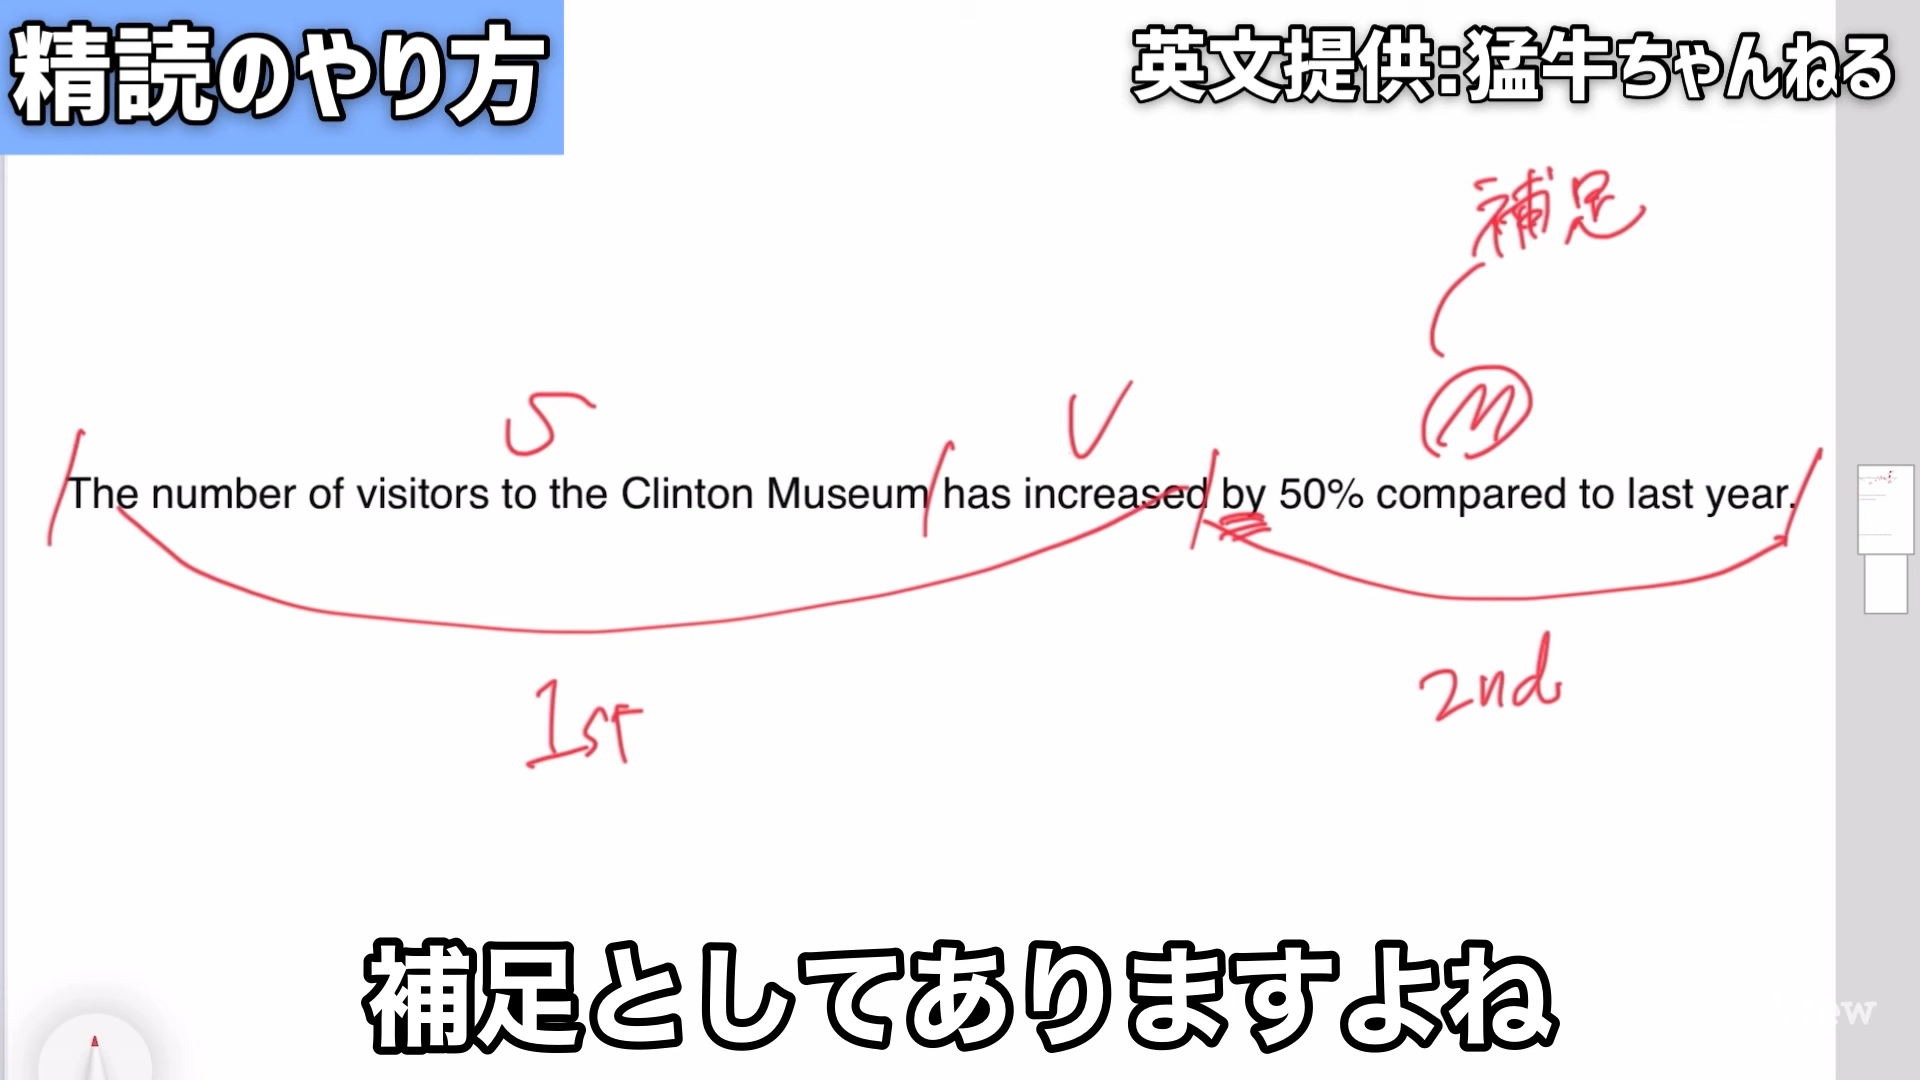 精読のやり方
英文提供:猛牛ちゃんねる
補足
S V M
The number of visitors to the Clinton Museum has increased by 50% compared to last year.
1st 2nd
補足としてありますよね